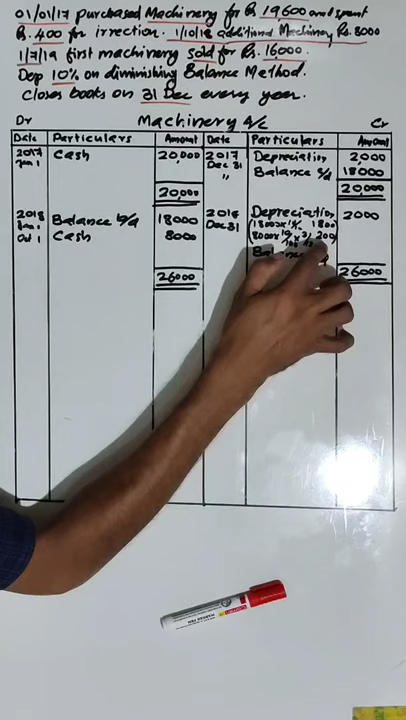 01/01/17 purchased Machinery for R. 19,600 and spent
R. 400 for irrection. 1/10/18 additional Machinery Rs. 8000
1/7/19 first machinery sold for Rs. 16000.
Dep 10% on diminishing Balance Method.
Closes books on 31 Dec every year.
Dr Machinery A/c Cr
Date Particulars Amount Date Particulars Amount
2017 Cash 20,000 2017 Depreciation 2,000
Jan 1 Dec 31
" Balance c/d 18000
20,000 20,000
2018 Balance b/d 18000 2018 Depreciation 2000
Jan 1 Dec 31 1800
Oct 1 Cash 8000 200)
26000 26000